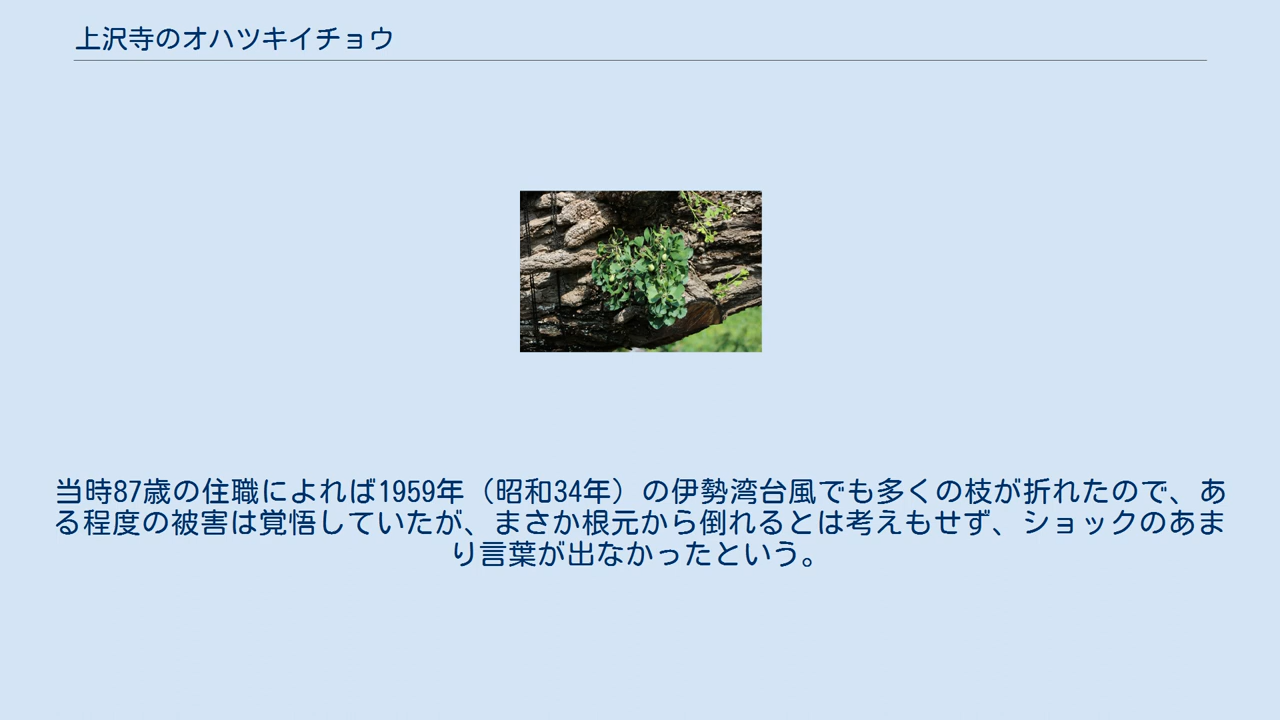 上沢寺のオハツキイチョウ
当時87歳の住職によれば1959年（昭和34年）の伊勢湾台風でも多くの枝が折れたので、あ
る程度の被害は覚悟していたが、まさか根元から倒れるとは考えもせず、ショックのあま
り言葉が出なかったという。